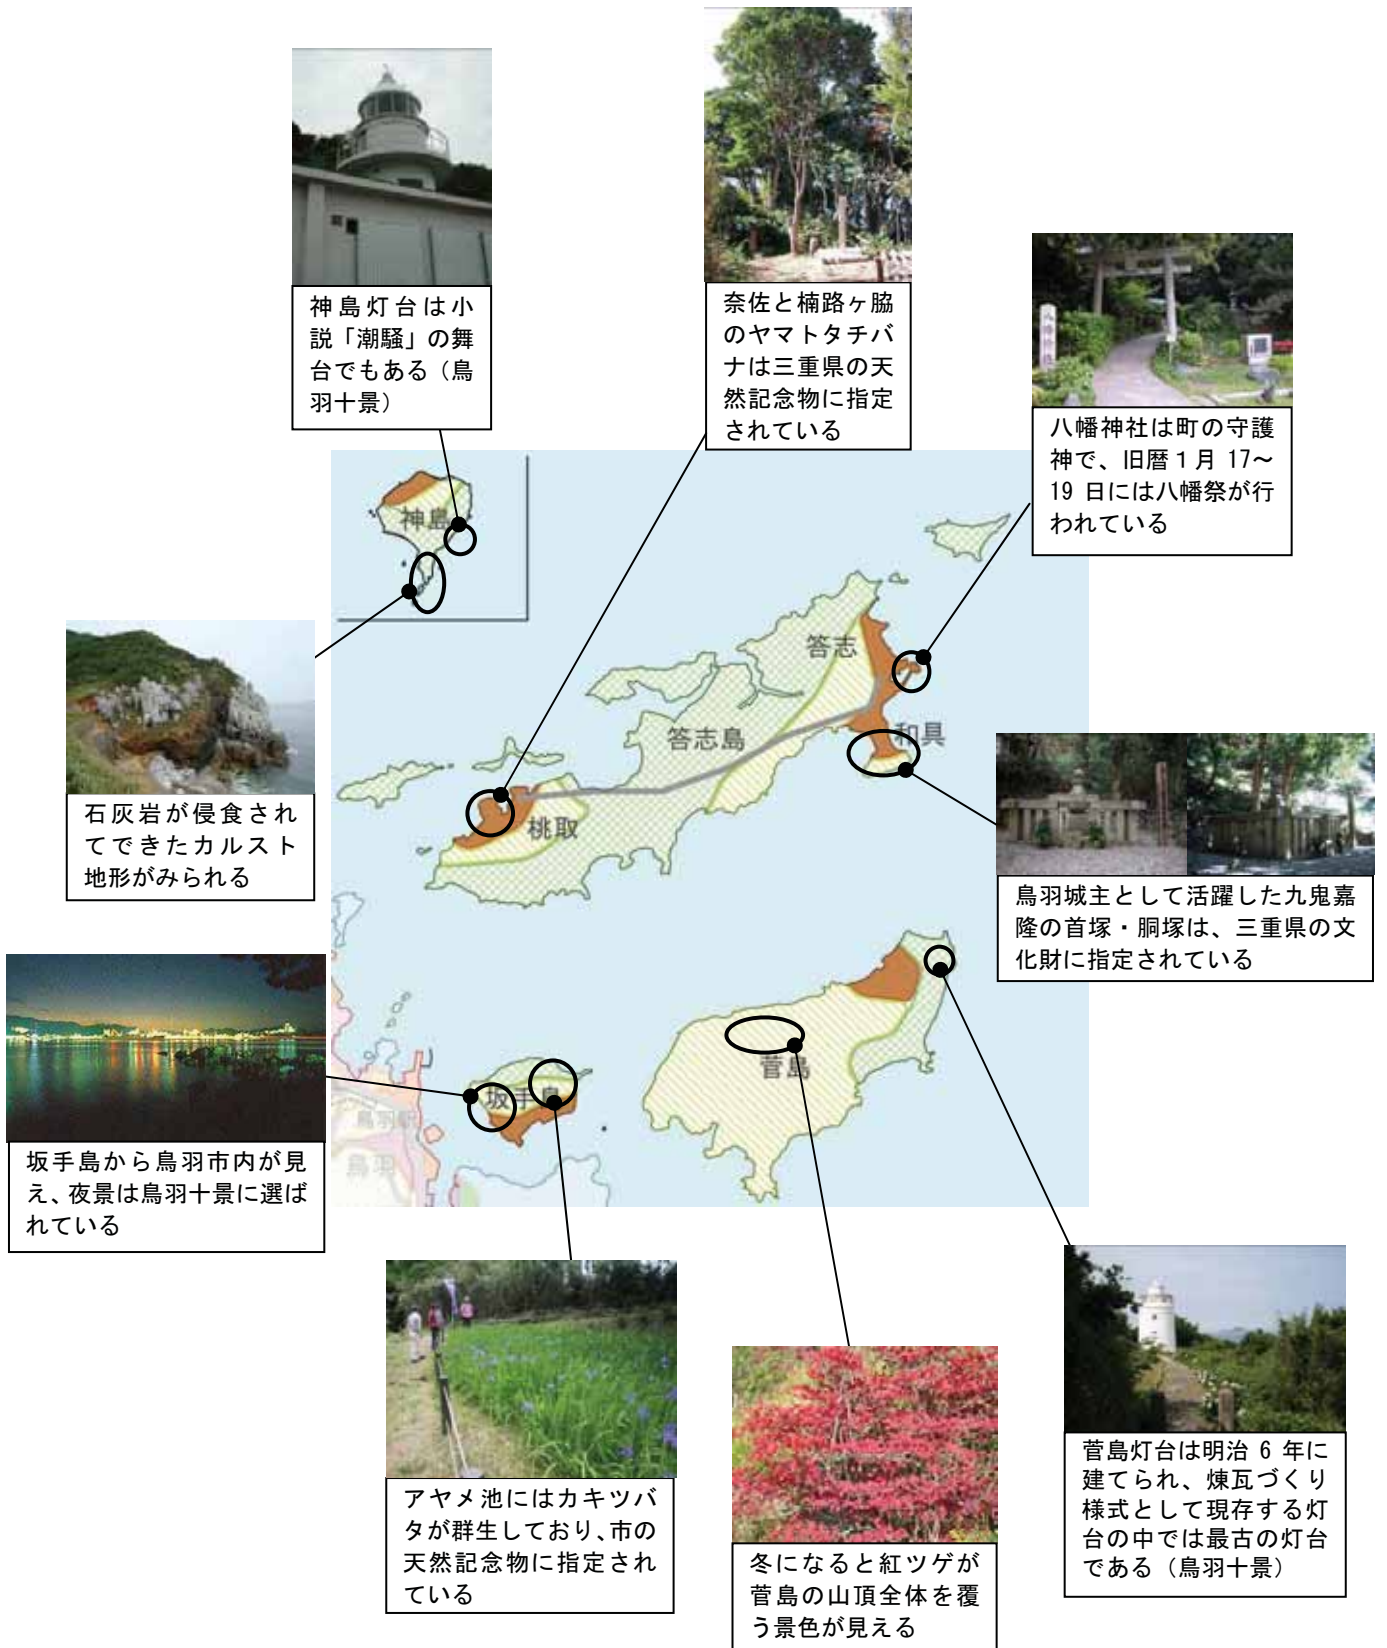 神島灯台は小
説「潮騒」の舞
台でもある（鳥
羽十景）
奈佐と楠路ヶ脇
のヤマトタチバ
ナは三重県の天
然記念物に指定
されている
八幡神社
八幡神社は町の守護
神で、旧暦１月 17～
19 日には八幡祭が行
われている
神島
答志
答志島
和具
桃取
菅島
坂手島
鳥羽駅
鳥羽
石灰岩が侵食され
てできたカルスト
地形がみられる
鳥羽城主として活躍した九鬼嘉
隆の首塚・胴塚は、三重県の文
化財に指定されている
坂手島から鳥羽市内が見
え、夜景は鳥羽十景に選ば
れている
アヤメ池にはカキツバ
タが群生しており、市の
天然記念物に指定され
ている
冬になると紅ツゲが
菅島の山頂全体を覆
う景色が見える
菅島灯台は明治 6 年に
建てられ、煉瓦づくり
様式として現存する灯
台の中では最古の灯台
である（鳥羽十景）